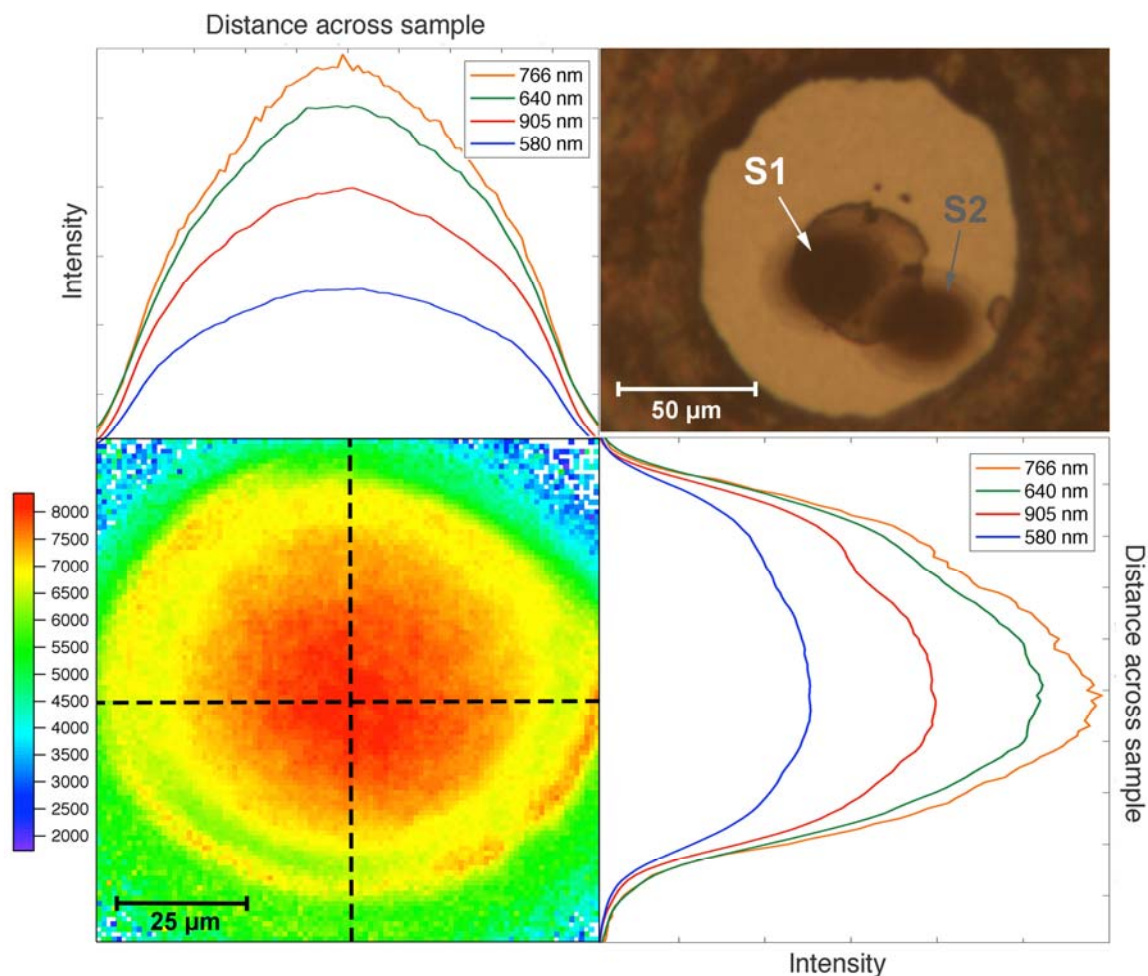 Distance across sample
Intensity
766 nm
640 nm
905 nm
580 nm
S1
S2
50 µm
8000
7500
7000
6500
6000
5500
5000
4500
4000
3500
3000
2500
2000
25 µm
766 nm
640 nm
905 nm
580 nm
Distance across sample
Intensity